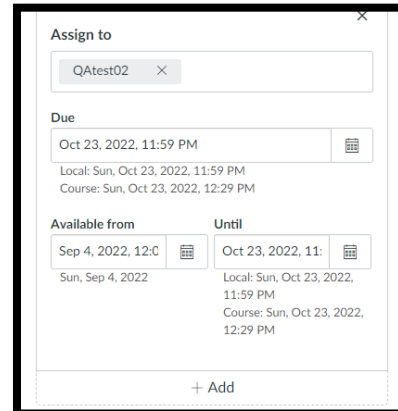 Assign to
QAtest02 ×
Due
Oct 23, 2022, 11:59 PM
Local: Sun, Oct 23, 2022, 11:59 PM
Course: Sun, Oct 23, 2022, 12:29 PM
Available from Until
Sep 4, 2022, 12:0 Oct 23, 2022, 11:
Sun, Sep 4, 2022 Local: Sun, Oct 23, 2022,
11:59 PM
Course: Sun, Oct 23, 2022,
12:29 PM
+ Add